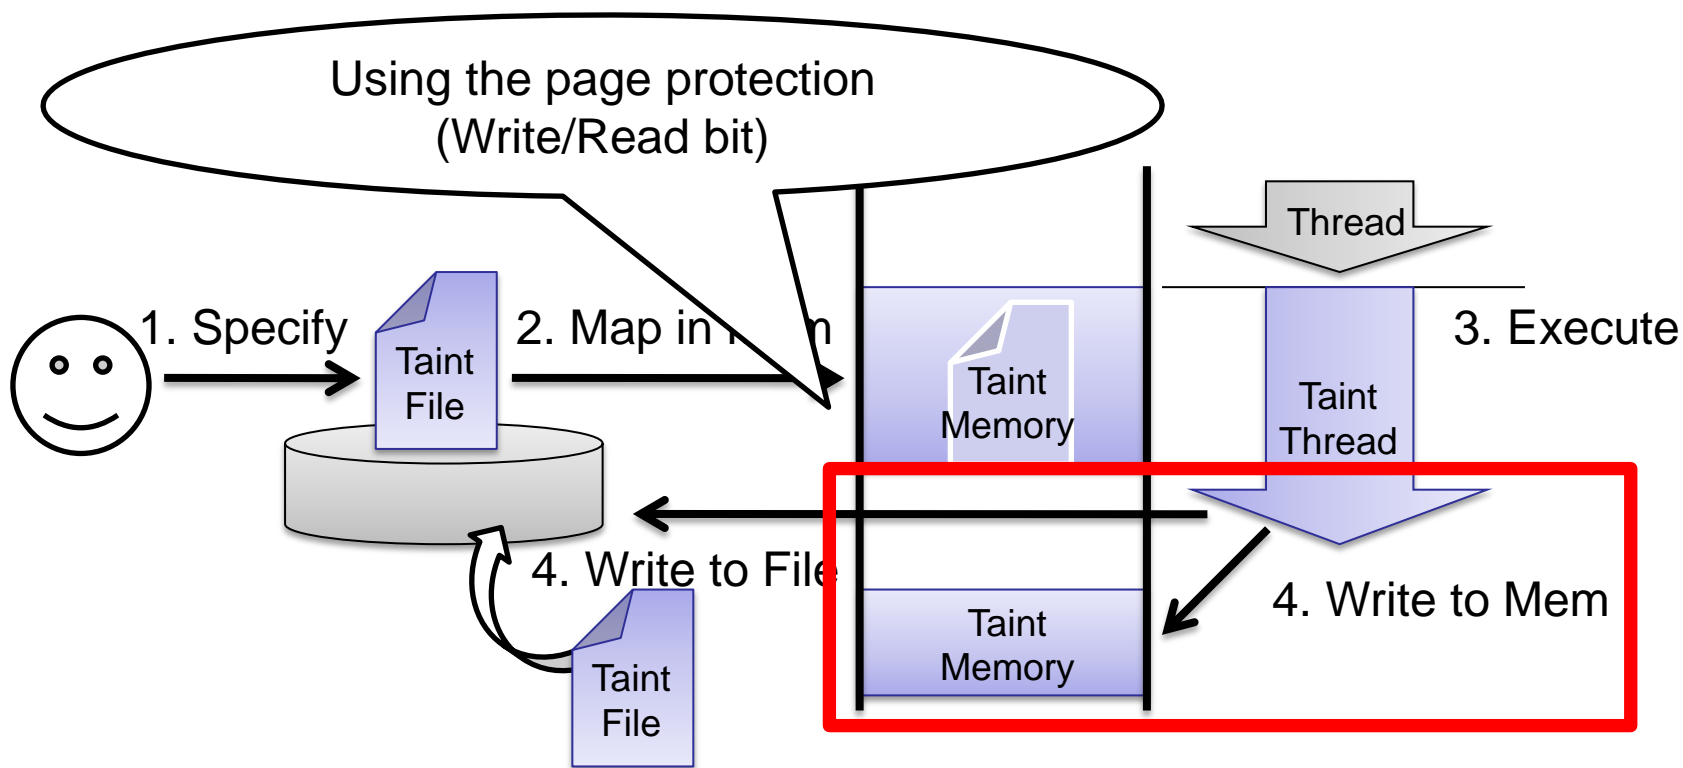 Using the page protection
(Write/Read bit)
Thread
1. Specify
2. Map in
3. Execute
Taint
File
Taint
Memory
Taint
Thread
4. Write to File
4. Write to Mem
Taint
Memory
Taint
File